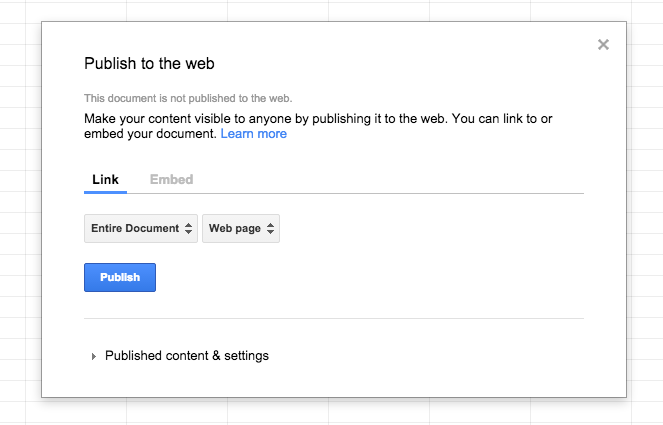 Publish to the web
This document is not published to the web.
Make your content visible to anyone by publishing it to the web. You can link to or
embed your document. Learn more
Link Embed
Entire Document Web page
Publish
Published content & settings